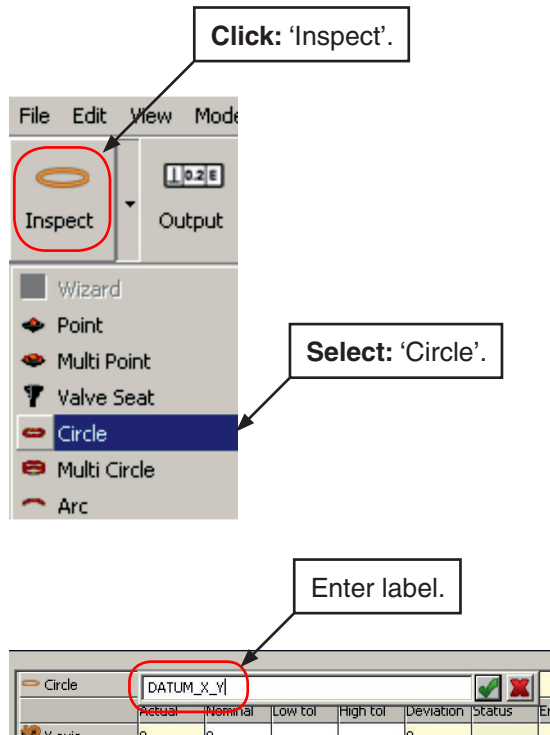 Click: ‘Inspect’.
File Edit View Mode
0.2 E
Inspect Output
Wizard
Point
Multi Point
Valve Seat
Select: ‘Circle’.
Circle
Multi Circle
Arc
Enter label.
Circle DATUM_X_Y
Actual Nominal Low tol High tol Deviation Status
X axis 0 0 0